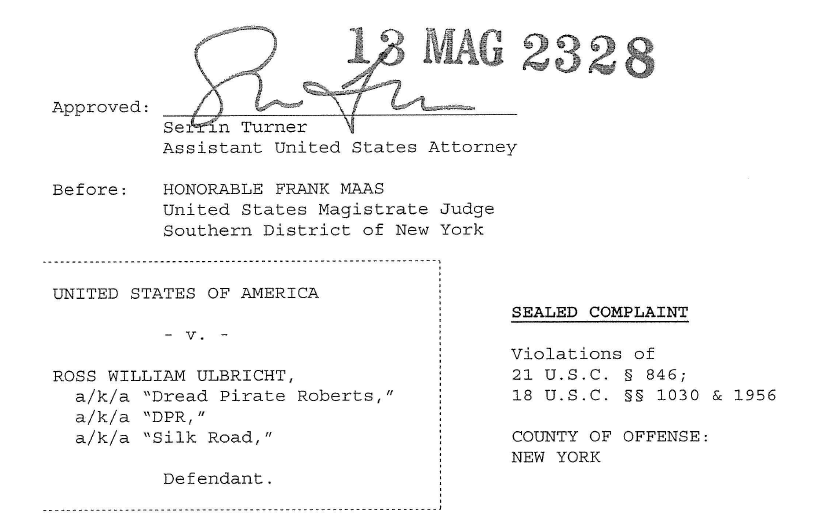 13 MAG 2328
Approved:
Serrin Turner
Assistant United States Attorney
Before: HONORABLE FRANK MAAS
United States Magistrate Judge
Southern District of New York
UNITED STATES OF AMERICA
- v. -
ROSS WILLIAM ULBRICHT,
a/k/a “Dread Pirate Roberts,”
a/k/a “DPR,”
a/k/a “Silk Road,”
Defendant.
SEALED COMPLAINT
Violations of
21 U.S.C. § 846;
18 U.S.C. §§ 1030 & 1956
COUNTY OF OFFENSE:
NEW YORK